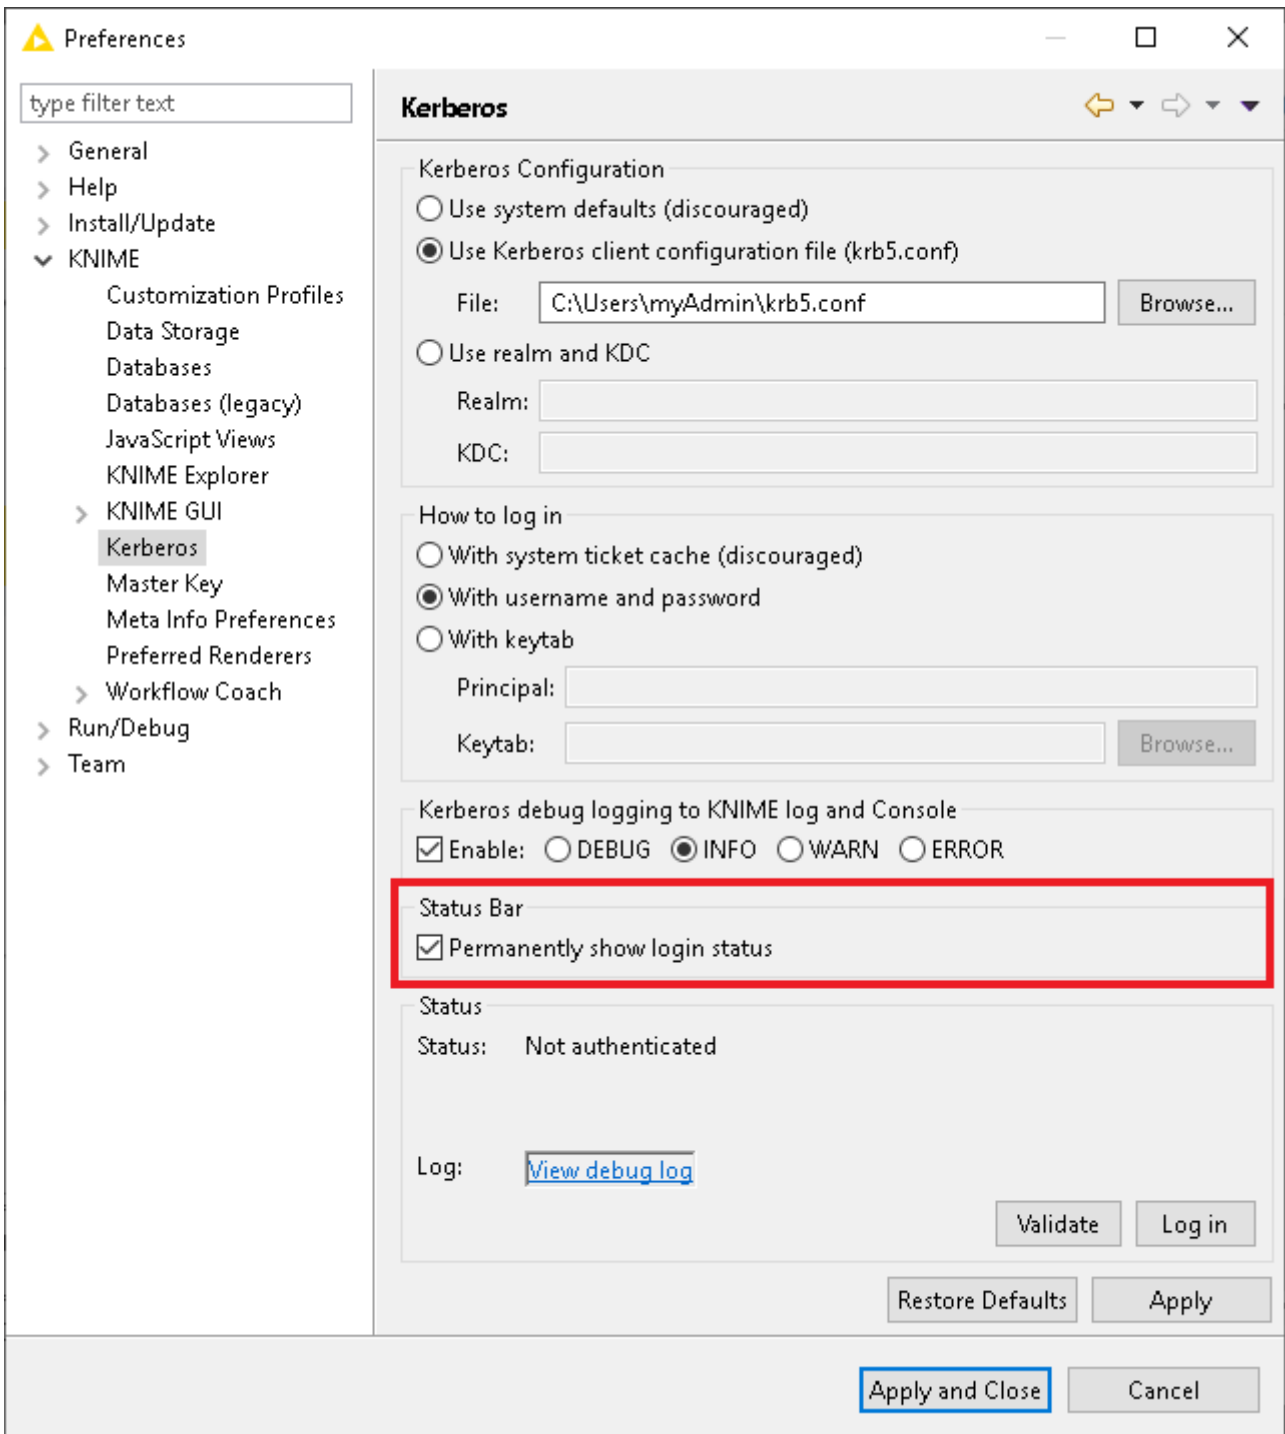 Preferences
type filter text
General
Help
Install/Update
KNIME
Customization Profiles
Data Storage
Databases
Databases (legacy)
JavaScript Views
KNIME Explorer
KNIME GUI
Kerberos
Master Key
Meta Info Preferences
Preferred Renderers
Workflow Coach
Run/Debug
Team
Kerberos
Kerberos Configuration
Use system defaults (discouraged)
Use Kerberos client configuration file (krb5.conf)
File: C:\Users\myAdmin\krb5.conf Browse...
Use realm and KDC
Realm:
KDC:
How to log in
With system ticket cache (discouraged)
With username and password
With keytab
Principal:
Keytab: Browse...
Kerberos debug logging to KNIME log and Console
Enable: DEBUG INFO WARN ERROR
Status Bar
Permanently show login status
Status
Status: Not authenticated
Log: View debug log
Validate Log in
Restore Defaults Apply
Apply and Close Cancel